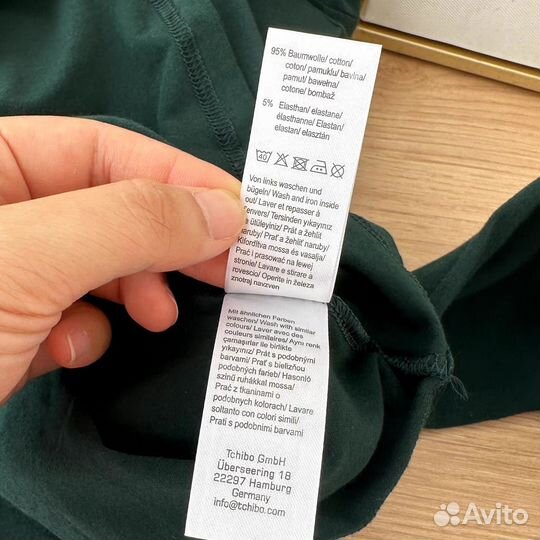 95% Baumwolle/ cotton/
coton/ pamuklu/ bavlna/
pamut/ bawełna/
cotone/ bombaž
5% Elasthan/ elastane/
élasthanne/ Elastan/
elastan/ elasztán
40
Von links waschen und
bügeln/ Wash and iron inside
out/ Laver et repasser à
l'envers/ Tersinden yıkayınız
ve ütüleyiniz/ Prát a žehlit
naruby/ Prať a žehliť naruby/
Kifordítva mosás és vasalja/
Prać i prasować na lewej
stronie/ Lavare e stirare a
rovescio/ Operite in železa
znotraj navzven
Mit ähnlichen Farben
waschen/ Wash with similar
colours/ Laver avec des
couleurs similaires/ Aynı renk
çamaşırlar ile birlikte
yıkayınız/ Prát s podobnými
barvami/ Prať s bielizňou
podobných farieb/ Hasonló
színű ruhákkal mossa/
Prać z tkaninami o
podobnych kolorach/ Lavare
soltanto con colori simili/
Prati s podobnimi barvami
Tchibo GmbH
Überseering 18
22297 Hamburg
Germany
info@tchibo.com
Avito